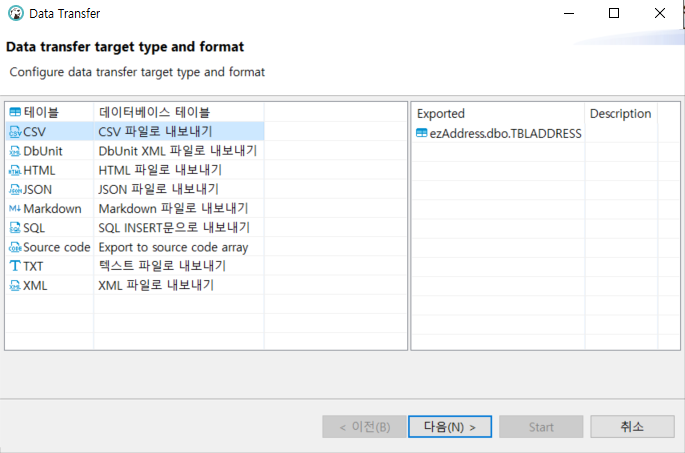 Data Transfer
Data transfer target type and format
Configure data transfer target type and format
테이블 데이터베이스 테이블
CSV CSV 파일로 내보내기
DbUnit DbUnit XML 파일로 내보내기
HTML HTML 파일로 내보내기
JSON JSON 파일로 내보내기
Markdown Markdown 파일로 내보내기
SQL SQL INSERT문으로 내보내기
Source code Export to source code array
TXT 텍스트 파일로 내보내기
XML XML 파일로 내보내기
Exported Description
ezAddress.dbo.TBLADDRESS
< 이전(B) 다음(N) > Start 취소